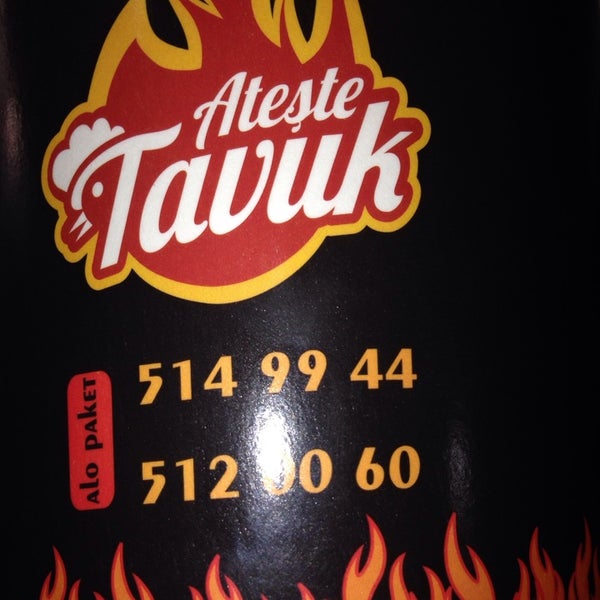 Ateşte
Tavuk
ALO PAKET
514 99 44
512 00 60